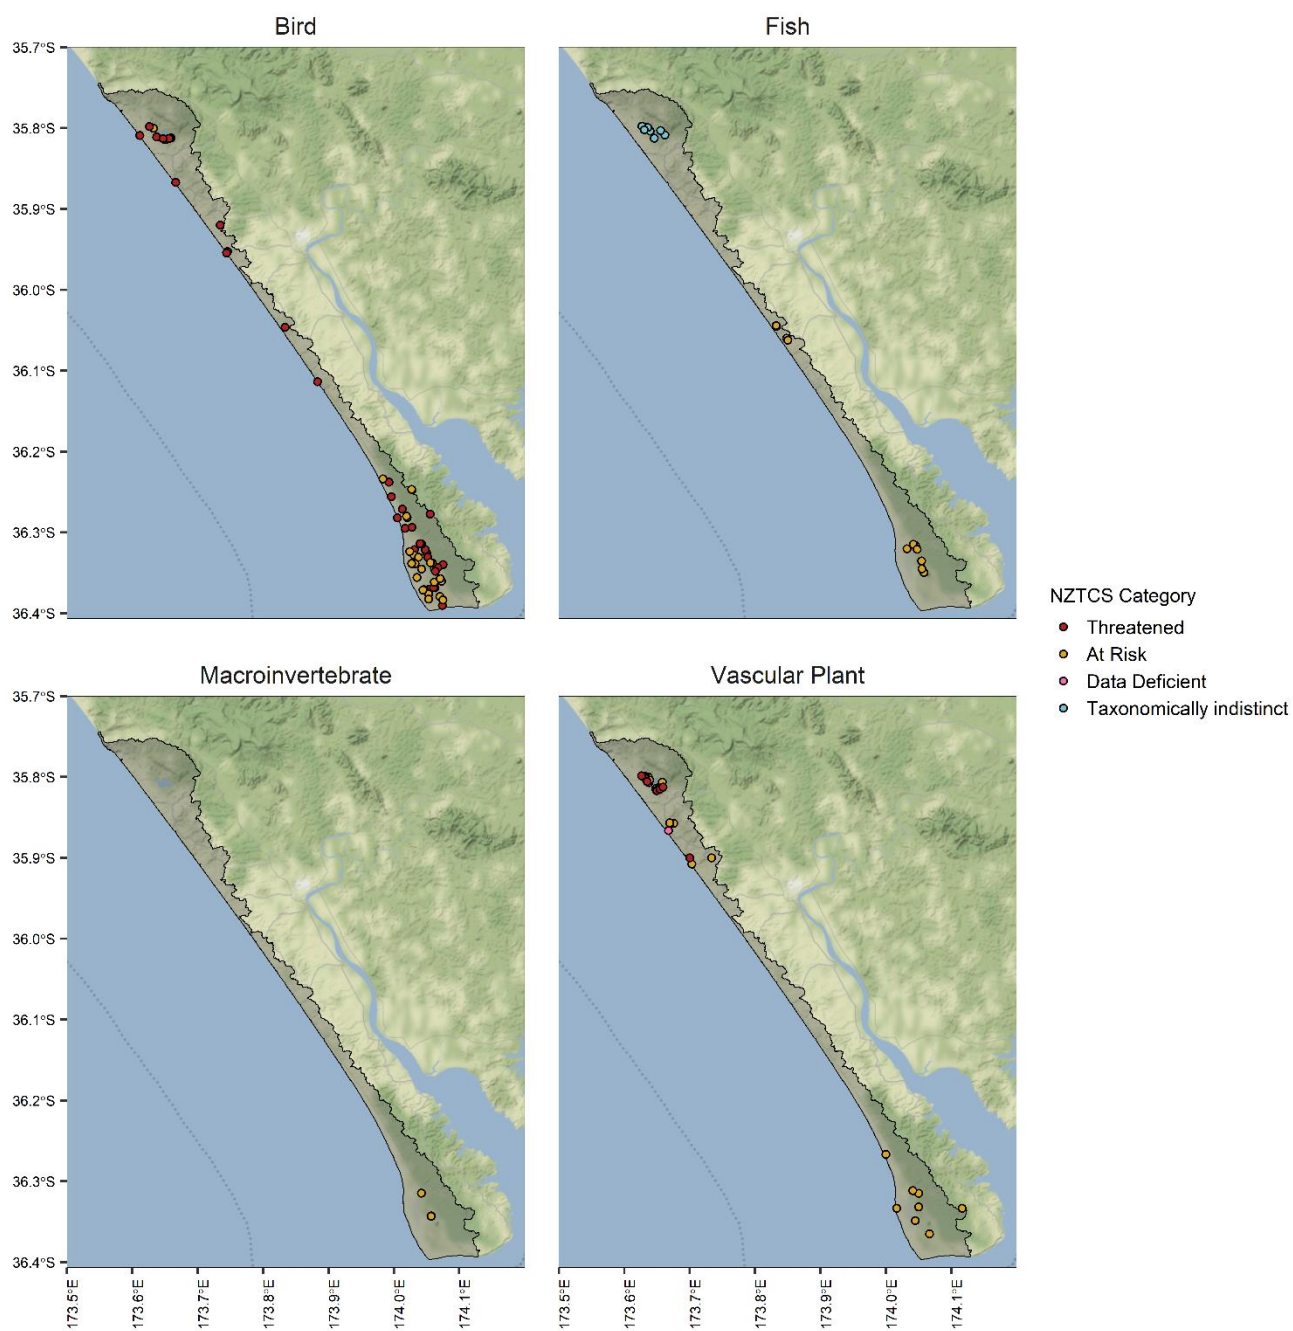 Bird
Fish
35.7°S
35.8°S
35.9°S
36.0°S
36.1°S
36.2°S
36.3°S
36.4°S
NZTCS Category
Threatened
At Risk
Data Deficient
Taxonomically indistinct
Macroinvertebrate
Vascular Plant
35.7°S
35.8°S
35.9°S
36.0°S
36.1°S
36.2°S
36.3°S
36.4°S
173.5°E
173.6°E
173.7°E
173.8°E
173.9°E
174.0°E
174.1°E
173.5°E
173.6°E
173.7°E
173.8°E
173.9°E
174.0°E
174.1°E